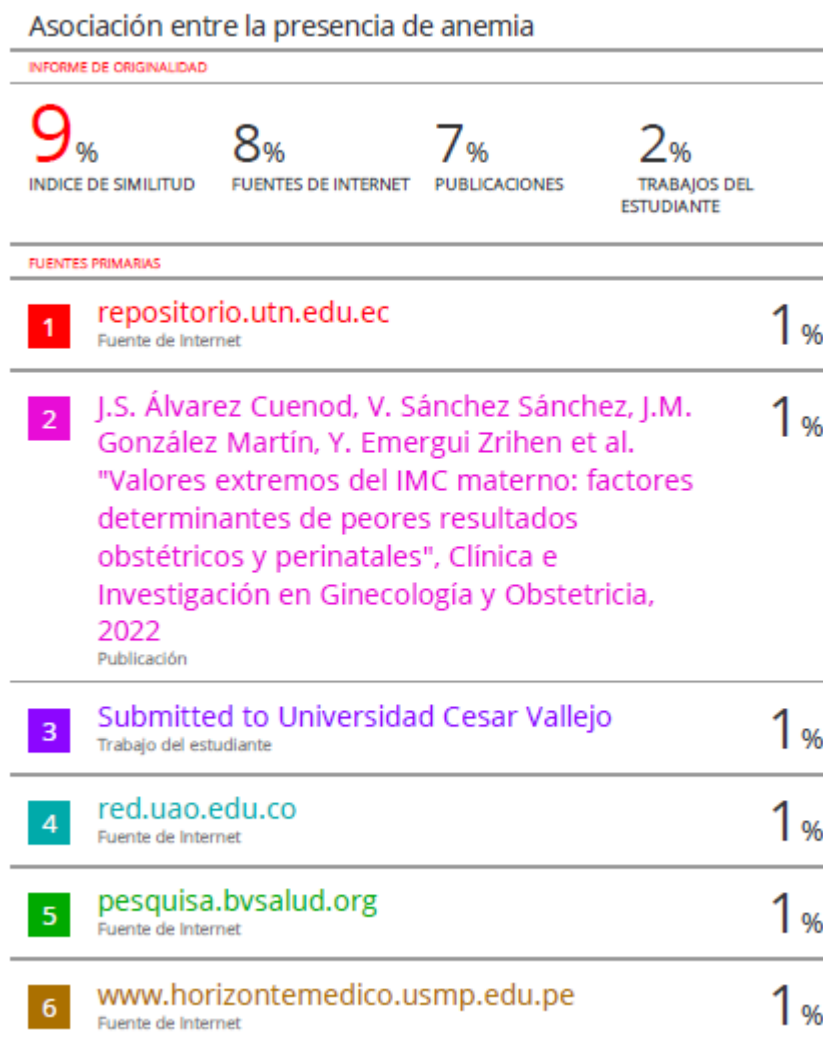 Asociación entre la presencia de anemia
INFORME DE ORIGINALIDAD
9%
8%
7%
2%
INDICE DE SIMILITUD
FUENTES DE INTERNET
PUBLICACIONES
TRABAJOS DEL
ESTUDIANTE
FUENTES PRIMARIAS
1
repositorio.utn.edu.ec
Fuente de Internet
1%
2
J.S. Álvarez Cuenod, V. Sánchez Sánchez, J.M.
González Martín, Y. Emergui Zrihen et al.
"Valores extremos del IMC materno: factores
determinantes de peores resultados
obstétricos y perinatales", Clínica e
Investigación en Ginecología y Obstetricia,
2022
Publicación
1%
3
Submitted to Universidad Cesar Vallejo
Trabajo del estudiante
1%
4
red.uao.edu.co
Fuente de Internet
1%
5
pesquisa.bvsalud.org
Fuente de Internet
1%
6
www.horizontemedico.usmp.edu.pe
Fuente de Internet
1%